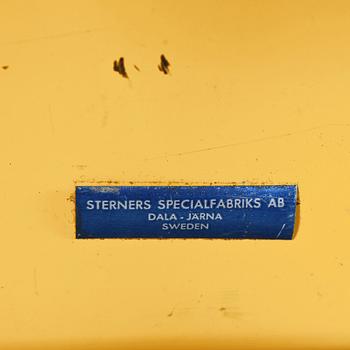 STERNERS SPECIALFABRIKS AB
DALA - JÄRNA
SWEDEN